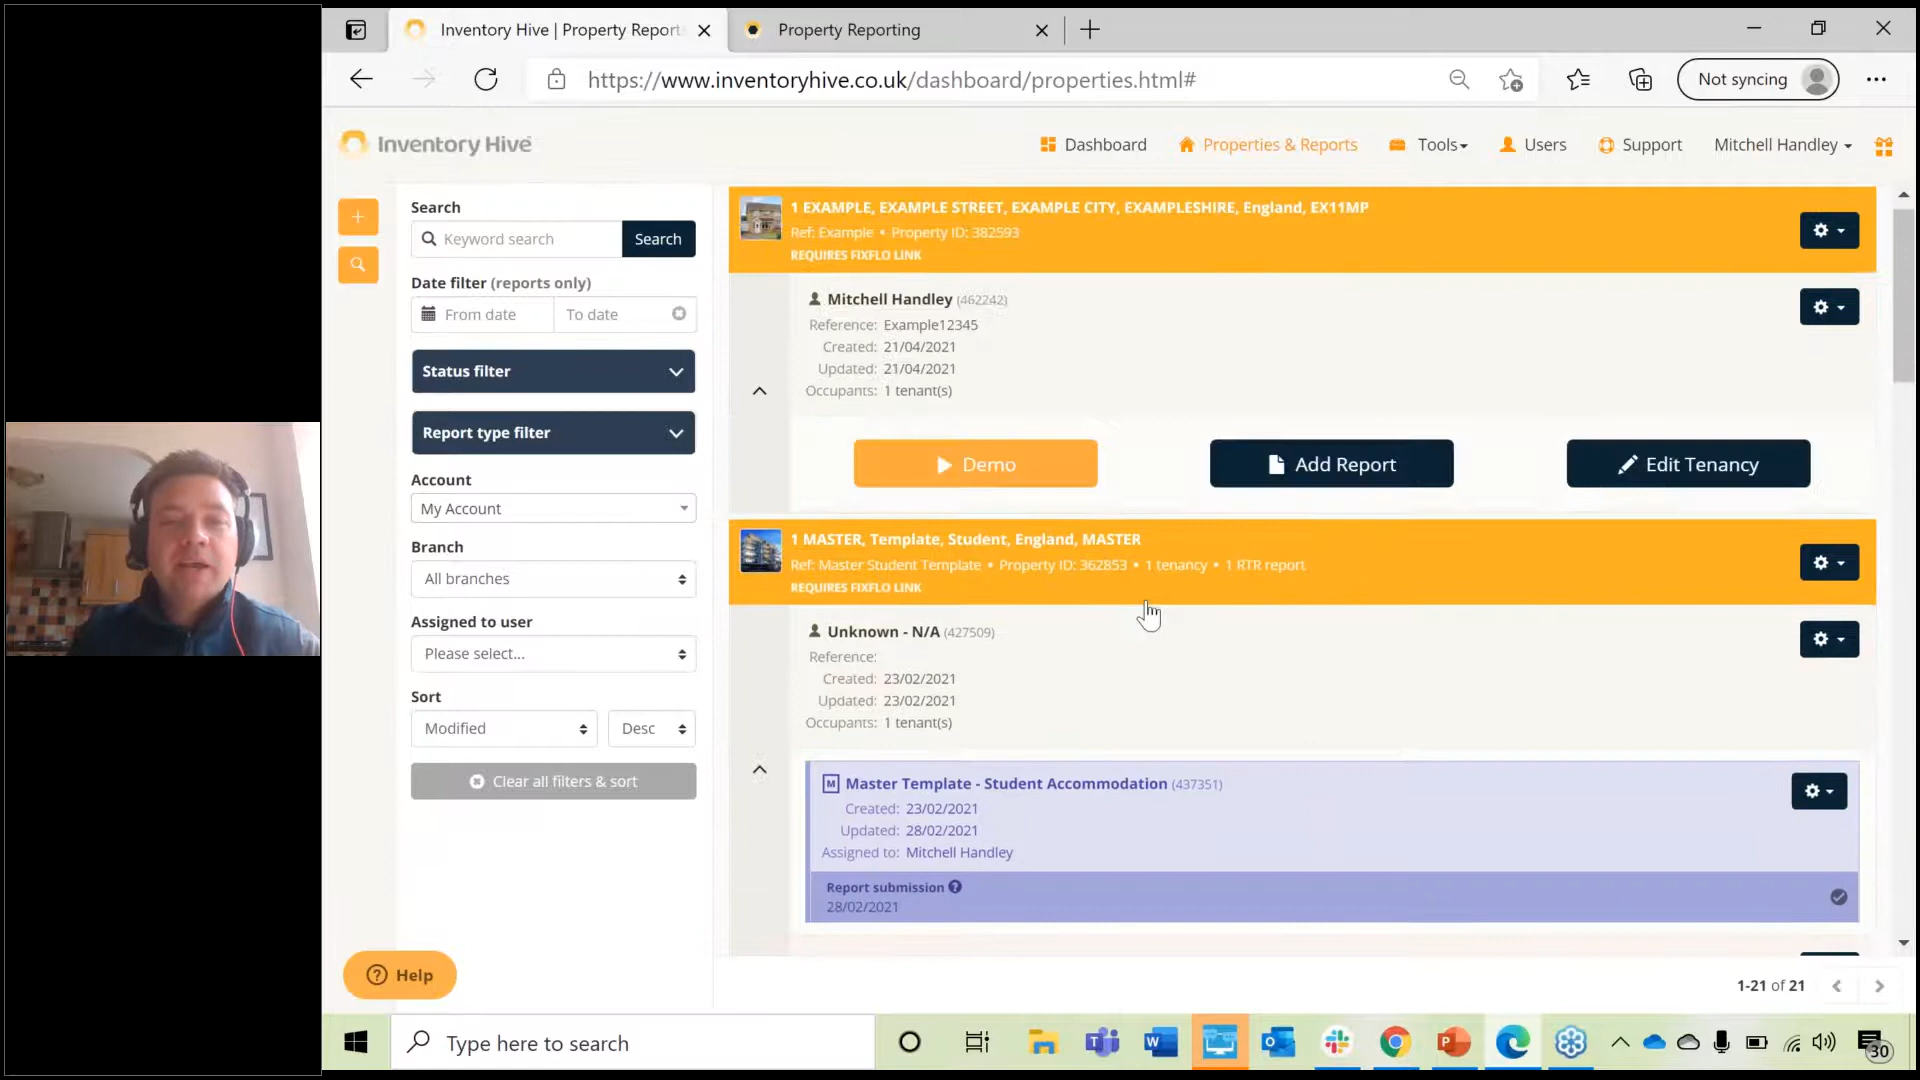 Inventory Hive | Property Report
Property Reporting
https://www.inventoryhive.co.uk/dashboard/properties.html#
Not syncing
Inventory Hive
Dashboard
Properties & Reports
Tools
Users
Support
Mitchell Handley
Search
Keyword search
Search
Date filter (reports only)
From date
To date
Status filter
Report type filter
Account
My Account
Branch
All branches
Assigned to user
Please select...
Sort
Modified
Desc
Clear all filters & sort
Help
1 EXAMPLE, EXAMPLE STREET, EXAMPLE CITY, EXAMPLESHIRE, England, EX11MP
Ref: Example • Property ID: 382593
REQUIRES FIXFLO LINK
Mitchell Handley (462242)
Reference: Example12345
Created: 21/04/2021
Updated: 21/04/2021
Occupants: 1 tenant(s)
Demo
Add Report
Edit Tenancy
1 MASTER, Template, Student, England, MASTER
Ref: Master Student Template • Property ID: 362853 • 1 tenancy • 1 RTR report
REQUIRES FIXFLO LINK
Unknown - N/A (427509)
Reference:
Created: 23/02/2021
Updated: 23/02/2021
Occupants: 1 tenant(s)
M Master Template - Student Accommodation (437351)
Created: 23/02/2021
Updated: 28/02/2021
Assigned to: Mitchell Handley
Report submission ?
28/02/2021
1-21 of 21
Type here to search
30